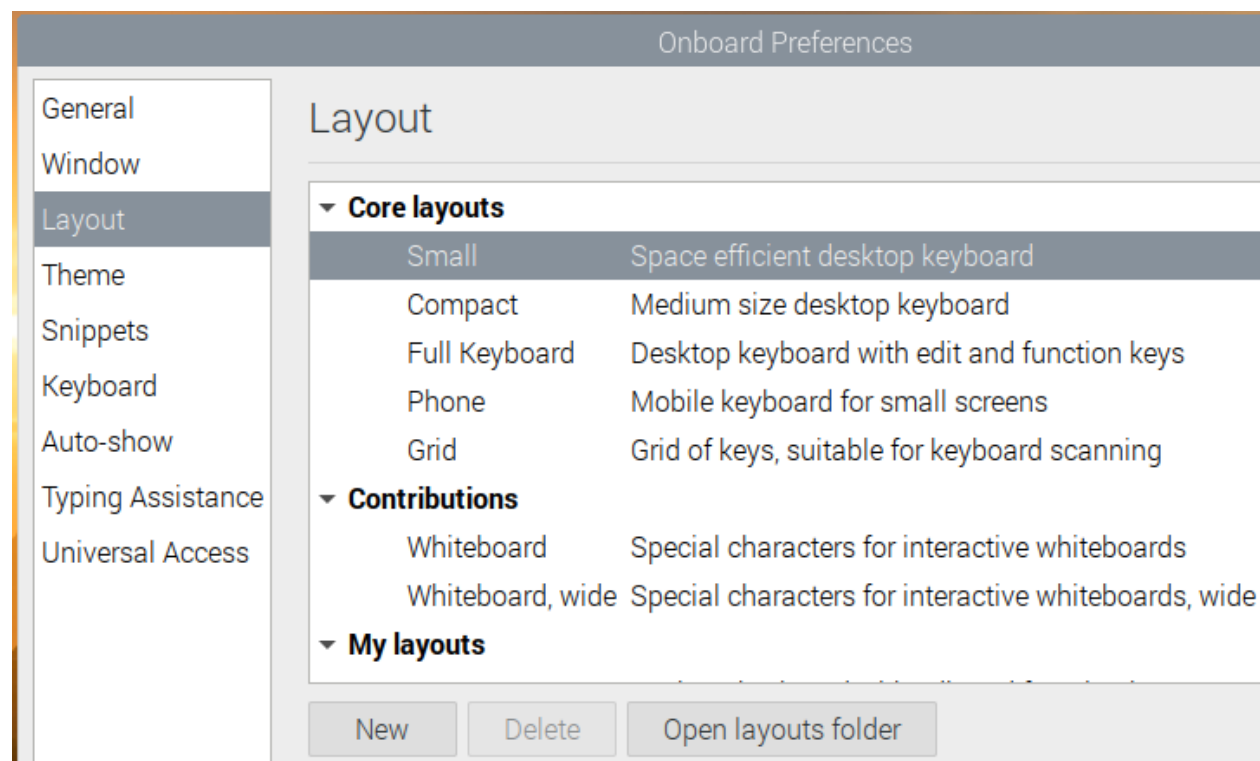 Onboard Preferences
General
Window
Layout
Theme
Snippets
Keyboard
Auto-show
Typing Assistance
Universal Access
Layout
Core layouts
Small Space efficient desktop keyboard
Compact Medium size desktop keyboard
Full Keyboard Desktop keyboard with edit and function keys
Phone Mobile keyboard for small screens
Grid Grid of keys, suitable for keyboard scanning
Contributions
Whiteboard Special characters for interactive whiteboards
Whiteboard, wide Special characters for interactive whiteboards, wide
My layouts
New Delete Open layouts folder